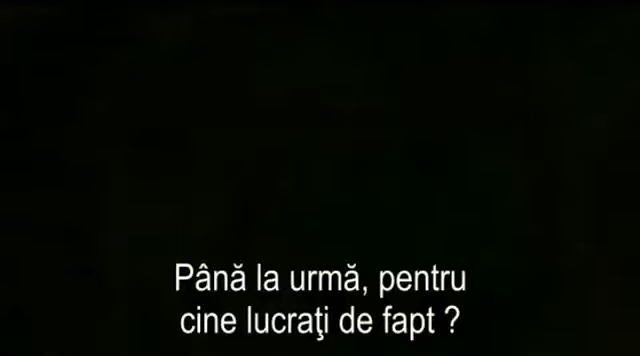 Până la urmă, pentru
cine lucraţi de fapt ?